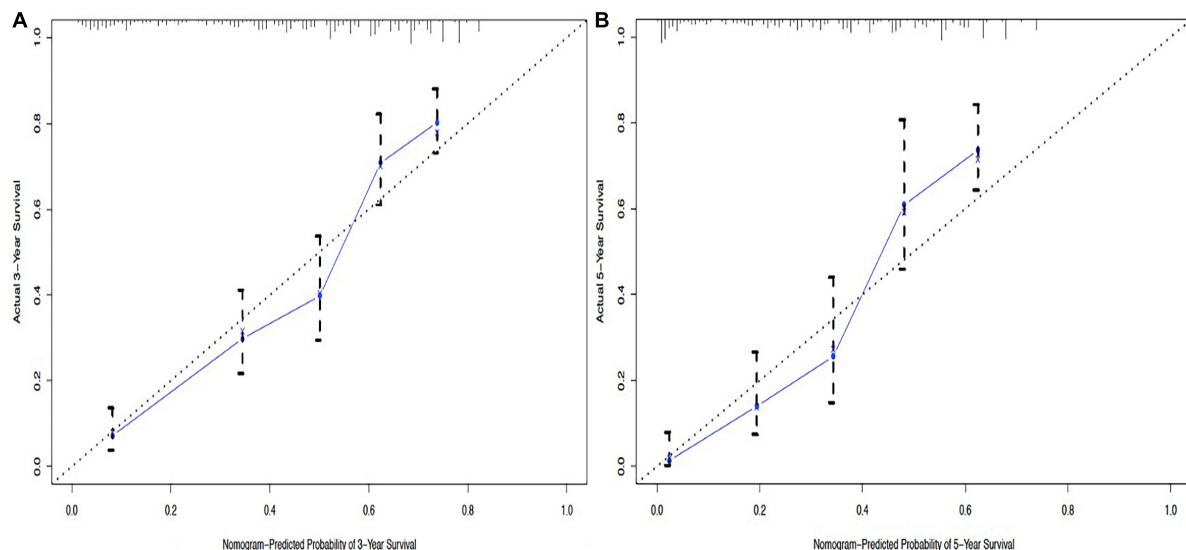 A
1.0
0.8
0.6
0.4
0.2
0.0
Actual 3−Year Survival
0.0 0.2 0.4 0.6 0.8 1.0
Nomogram−Predicted Probability of 3−Year Survival
B
1.0
0.8
0.6
0.4
0.2
0.0
Actual 5−Year Survival
0.0 0.2 0.4 0.6 0.8 1.0
Nomogram−Predicted Probability of 5−Year Survival